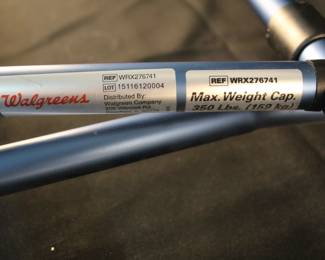 Walgreens
REF WRX276741
LOT 15116120004
Distributed By:
Walgreen Company
REF WRX276741
Max. Weight Cap.
350 Lbs. (159 kg)